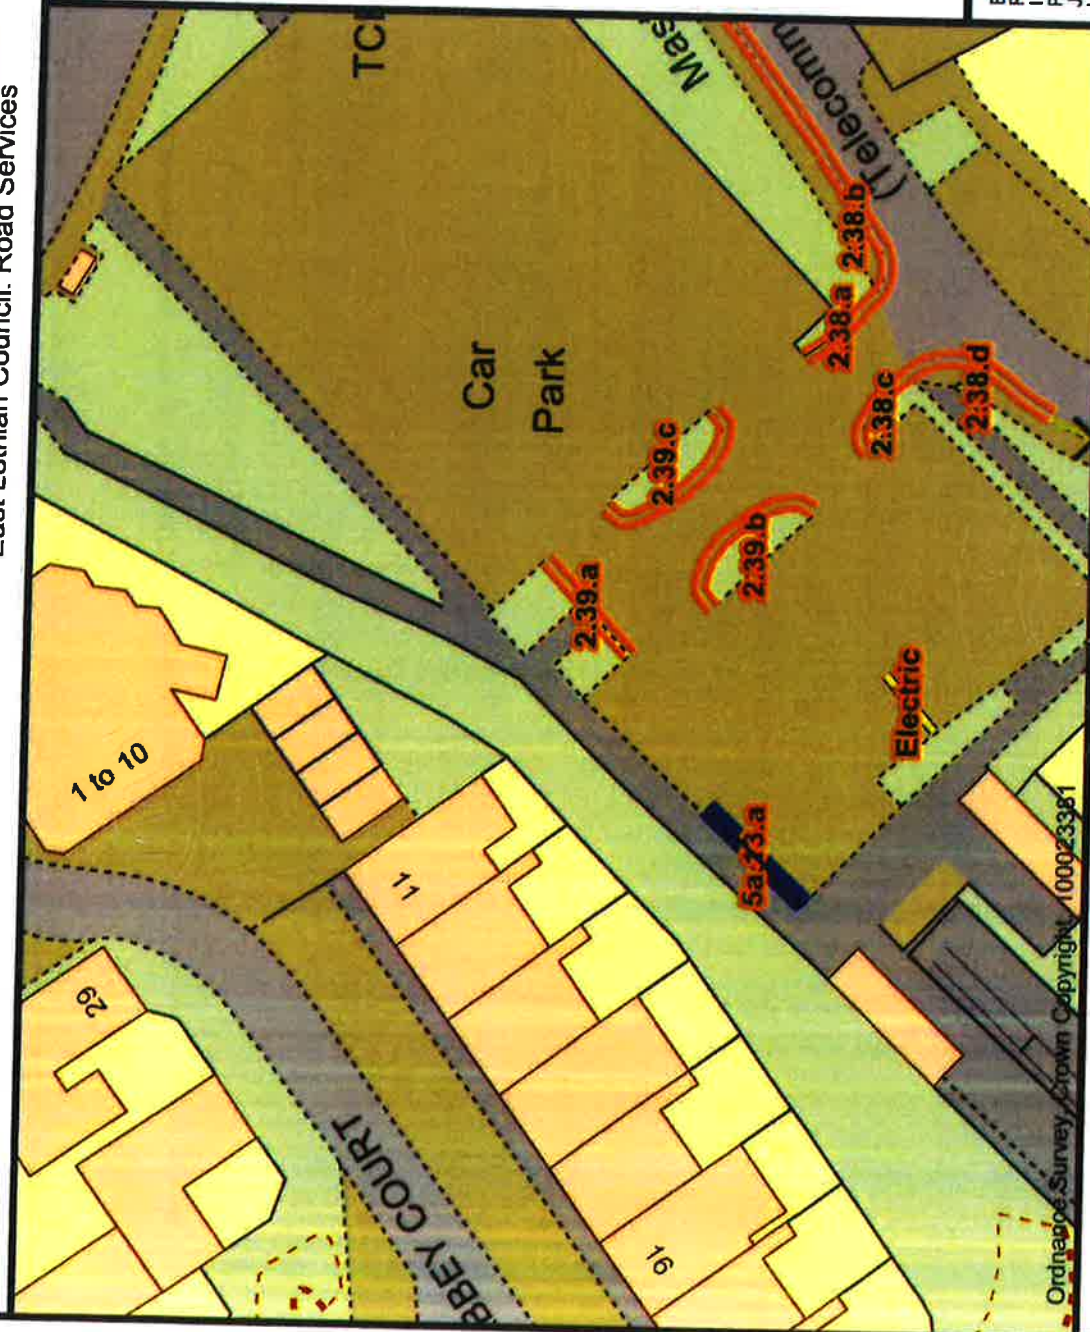 East Lothian Council: Road Services
TC
Mas
(Telecomm
Car
Park
2.38.b
2.38.a
2.38.c
2.38.d
2.39.c
2.39.b
2.39.a
Electric
5a.23.a
1 to 10
11
29
16
BBEY COURT
Ordnance Survey, Crown Copyright, 100023381